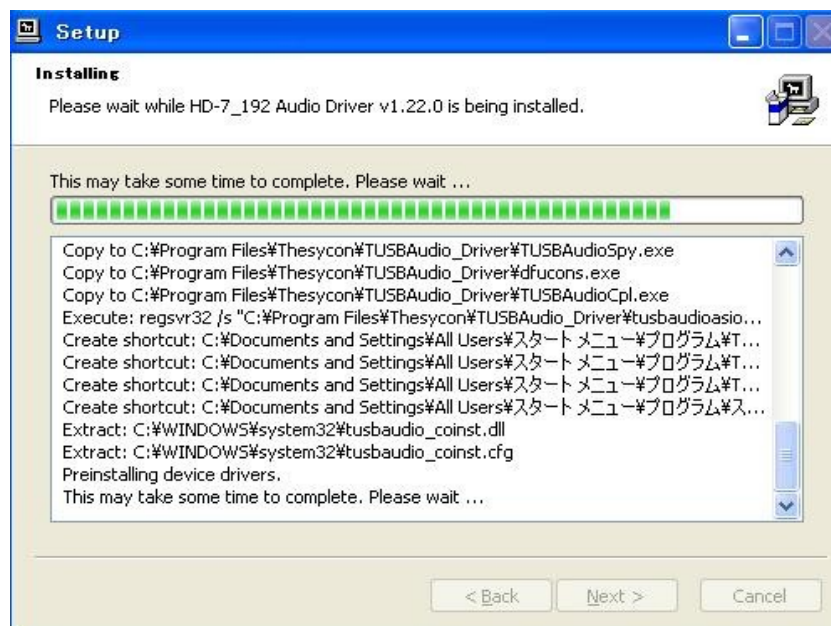 Setup
Installing
Please wait while HD-7_192 Audio Driver v1.22.0 is being installed.
This may take some time to complete. Please wait ...
Copy to C:¥Program Files¥Thesycon¥TUSBAudio_Driver¥TUSBAudioSpy.exe
Copy to C:¥Program Files¥Thesycon¥TUSBAudio_Driver¥dfucons.exe
Copy to C:¥Program Files¥Thesycon¥TUSBAudio_Driver¥TUSBAudioCpl.exe
Execute: regsvr32 /s "C:¥Program Files¥Thesycon¥TUSBAudio_Driver¥tusbaudioasio...
Create shortcut: C:¥Documents and Settings¥All Users¥スタート メニュー¥プログラム¥T...
Create shortcut: C:¥Documents and Settings¥All Users¥スタート メニュー¥プログラム¥T...
Create shortcut: C:¥Documents and Settings¥All Users¥スタート メニュー¥プログラム¥T...
Create shortcut: C:¥Documents and Settings¥All Users¥スタート メニュー¥プログラム¥ス...
Extract: C:¥WINDOWS¥system32¥tusbaudio_coinst.dll
Extract: C:¥WINDOWS¥system32¥tusbaudio_coinst.cfg
Preinstalling device drivers.
This may take some time to complete. Please wait ...
< Back Next > Cancel